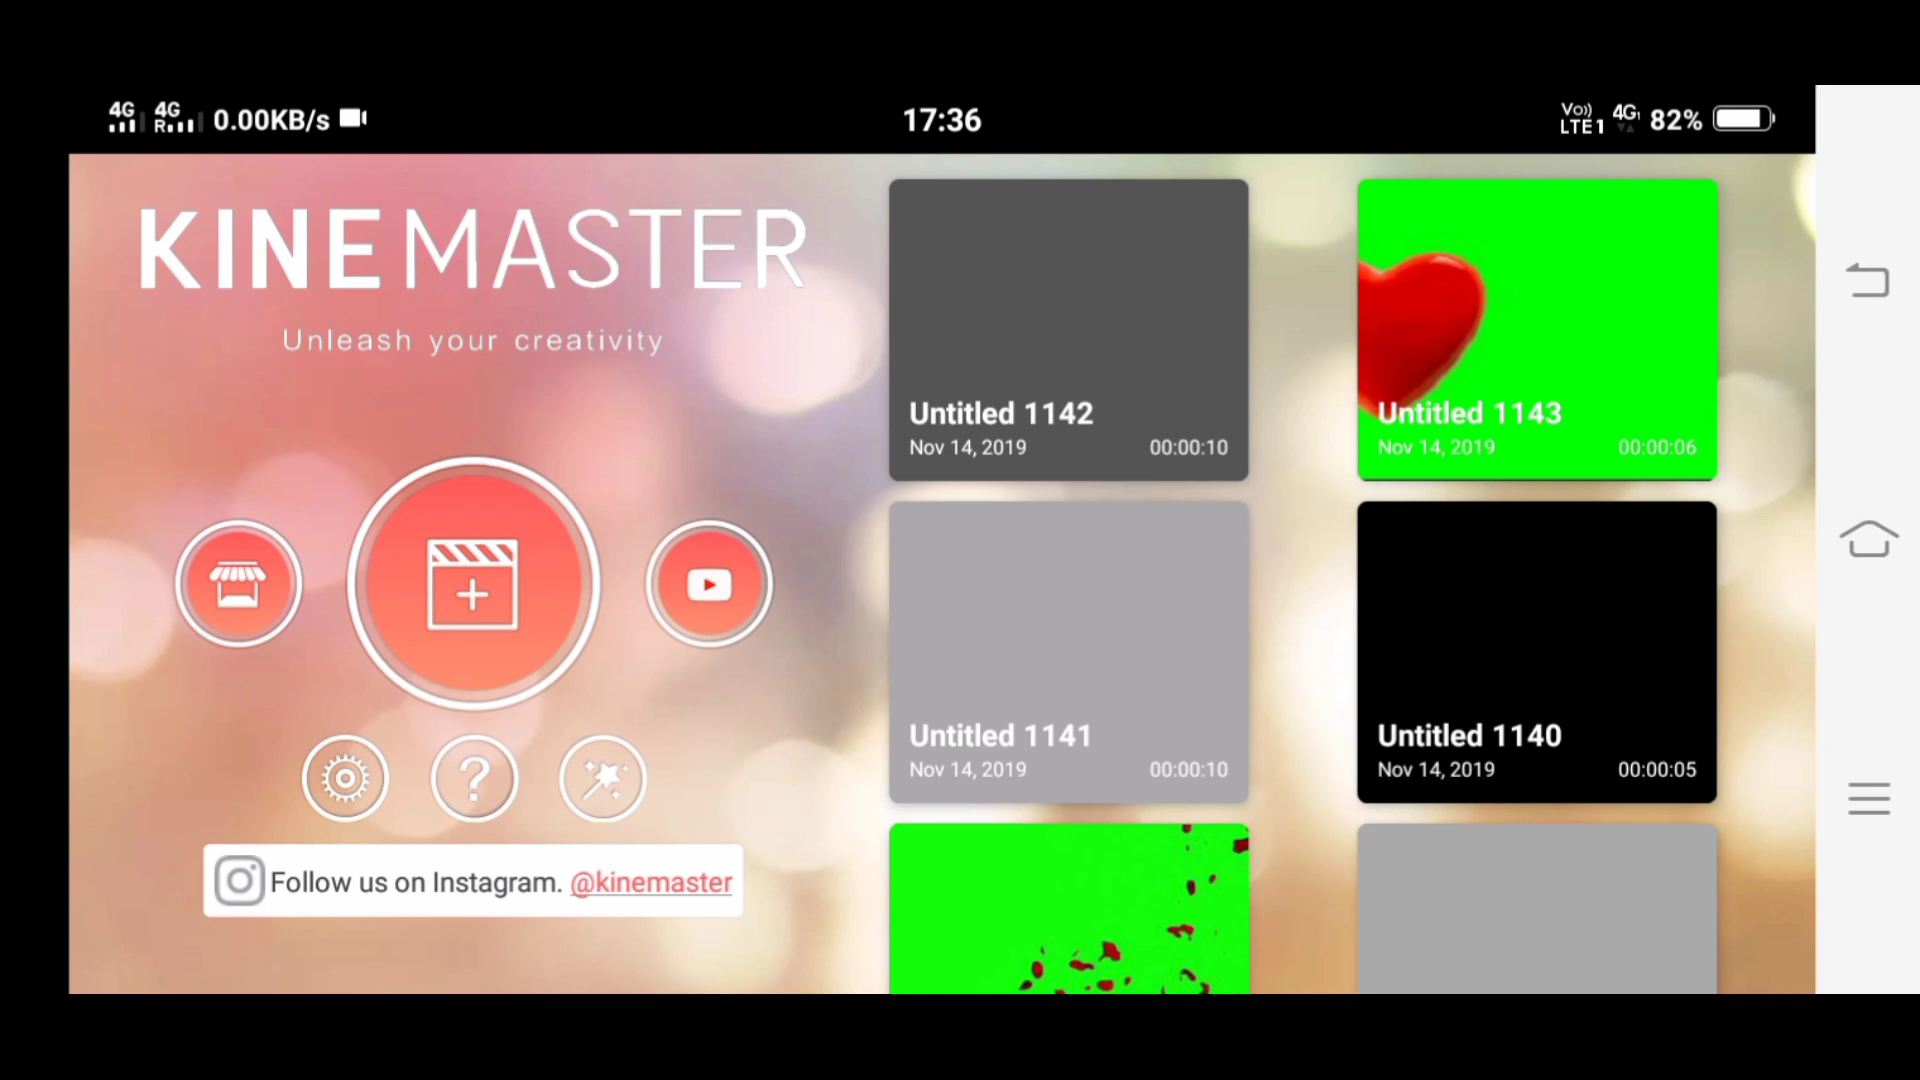 4G 4G R 0.00KB/s 17:36 Vo)) LTE1 4G1 82%
KINEMASTER
Unleash your creativity
Follow us on Instagram. @kinemaster
Untitled 1142
Nov 14, 2019 00:00:10
Untitled 1143
Nov 14, 2019 00:00:06
Untitled 1141
Nov 14, 2019 00:00:10
Untitled 1140
Nov 14, 2019 00:00:05